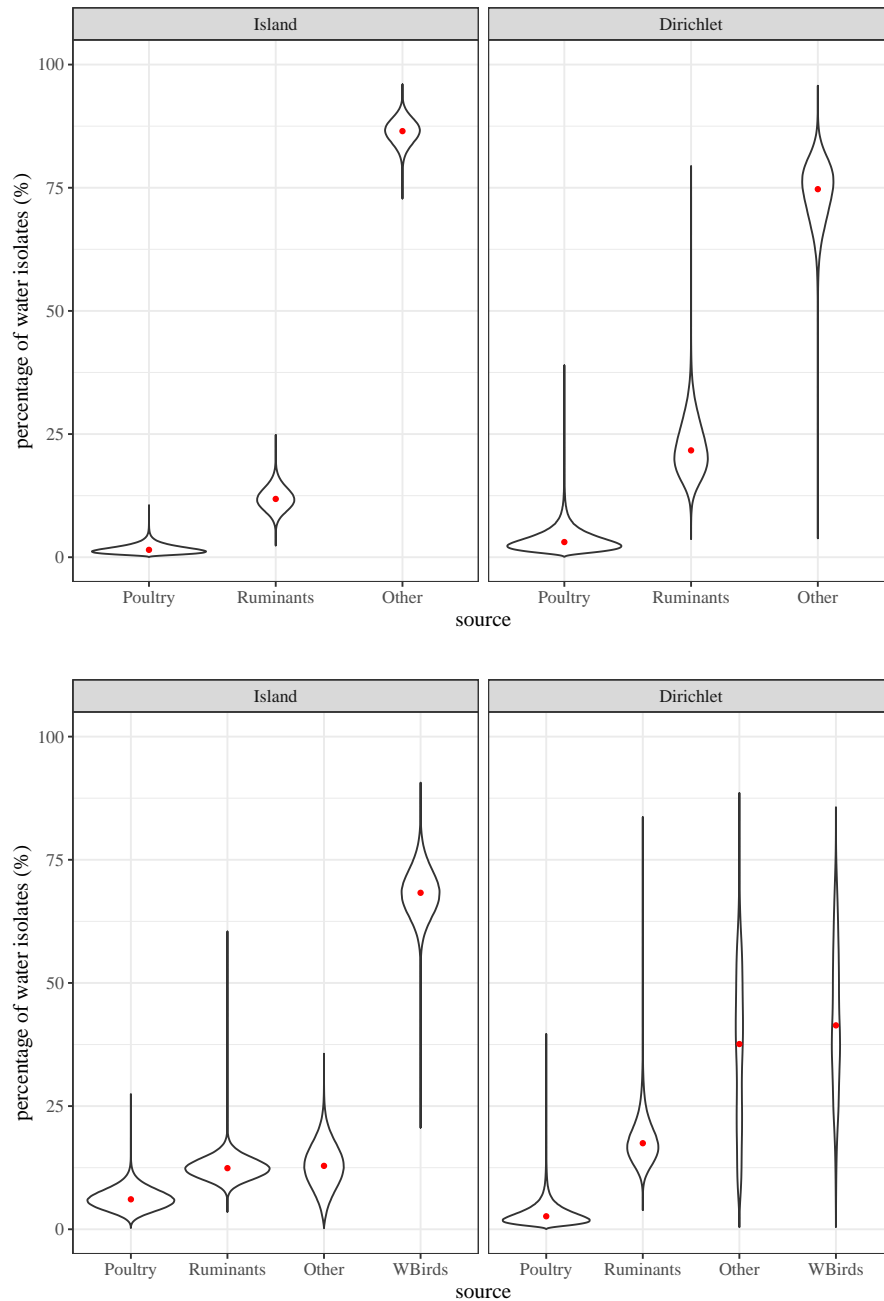 Island Dirichlet
percentage of water isolates (%)
100
75
50
25
0
Poultry Ruminants Other Poultry Ruminants Other
source
Island Dirichlet
percentage of water isolates (%)
100
75
50
25
0
Poultry Ruminants Other WBirds Poultry Ruminants Other WBirds
source